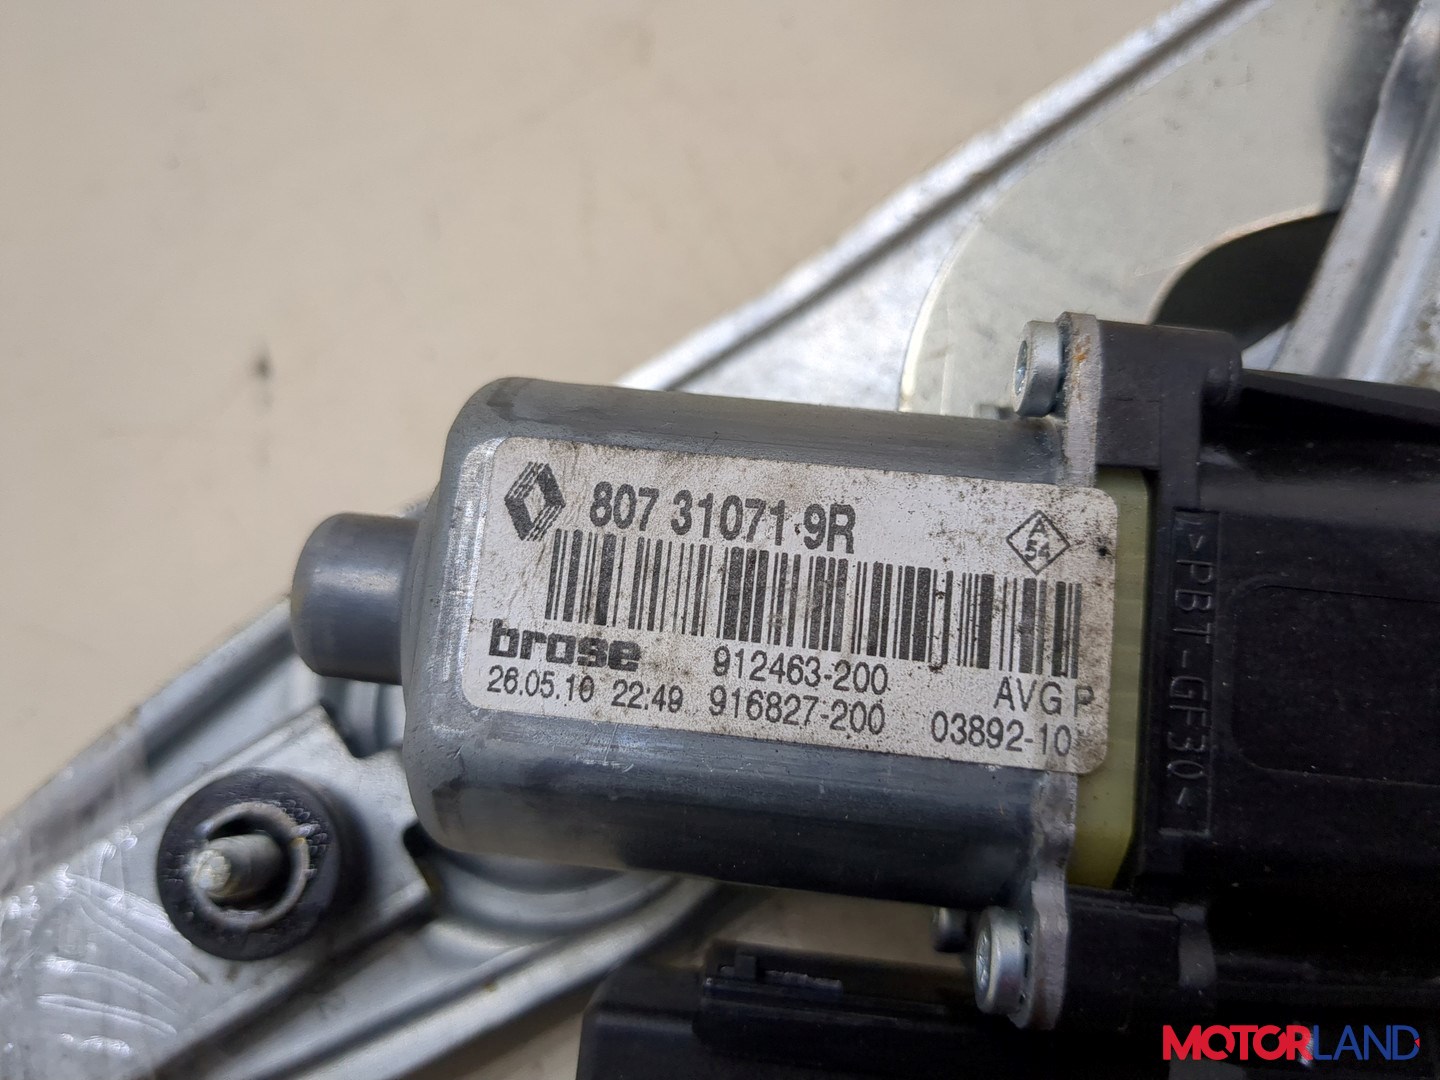 807 31071 9R
A
54
brose 912463-200 AVG P
26.05.10 22:49 916827-200 03892-10
>PBT-GF30<
MOTORLAND